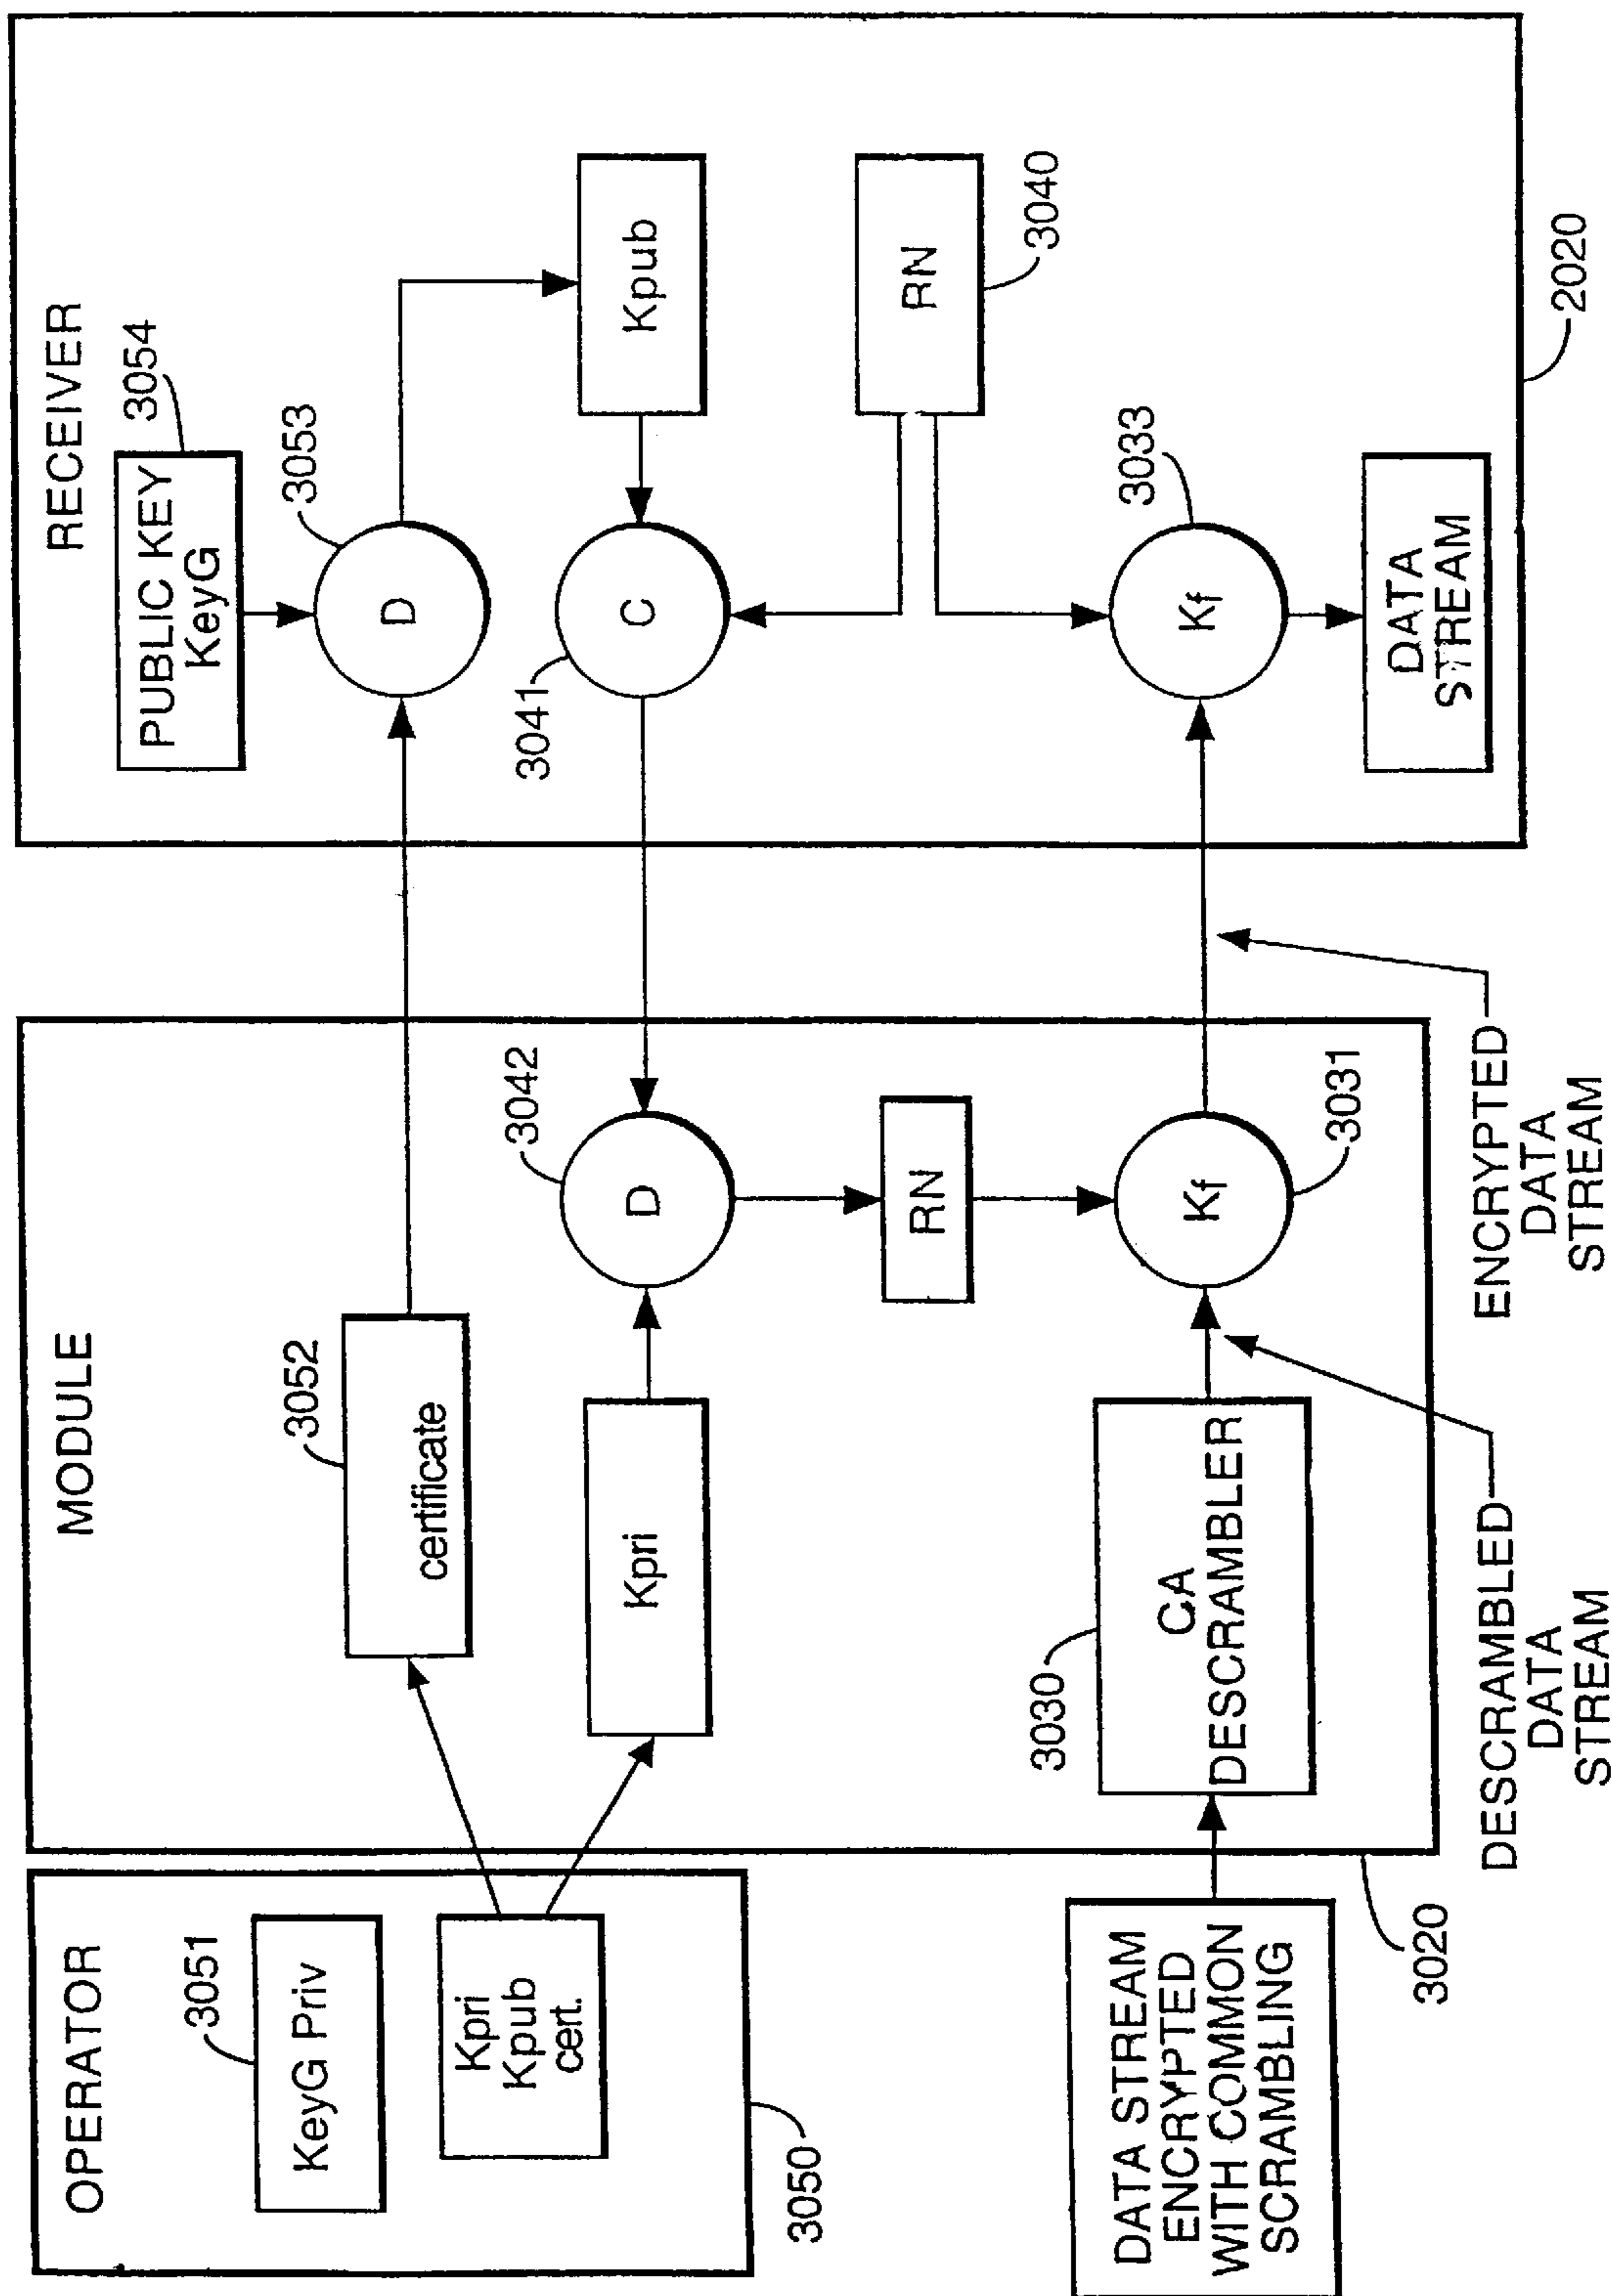 OPERATOR
3051
KeyG Priv
Kpri
Kpub
cert.
3050
DATA STREAM
ENCRYPTED
WITH COMMON
SCRAMBLING
MODULE
3052
certificate
3042
Kpri
D
RN
3030
CA
DESCRAMBLER
Kf
3031
3020
DESCRAMBLED
DATA
STREAM
ENCRYPTED
DATA
STREAM
RECEIVER
3054
PUBLIC KEY
KeyG
3053
D
Kpub
3041
C
RN
3040
3033
Kf
DATA
STREAM
2020